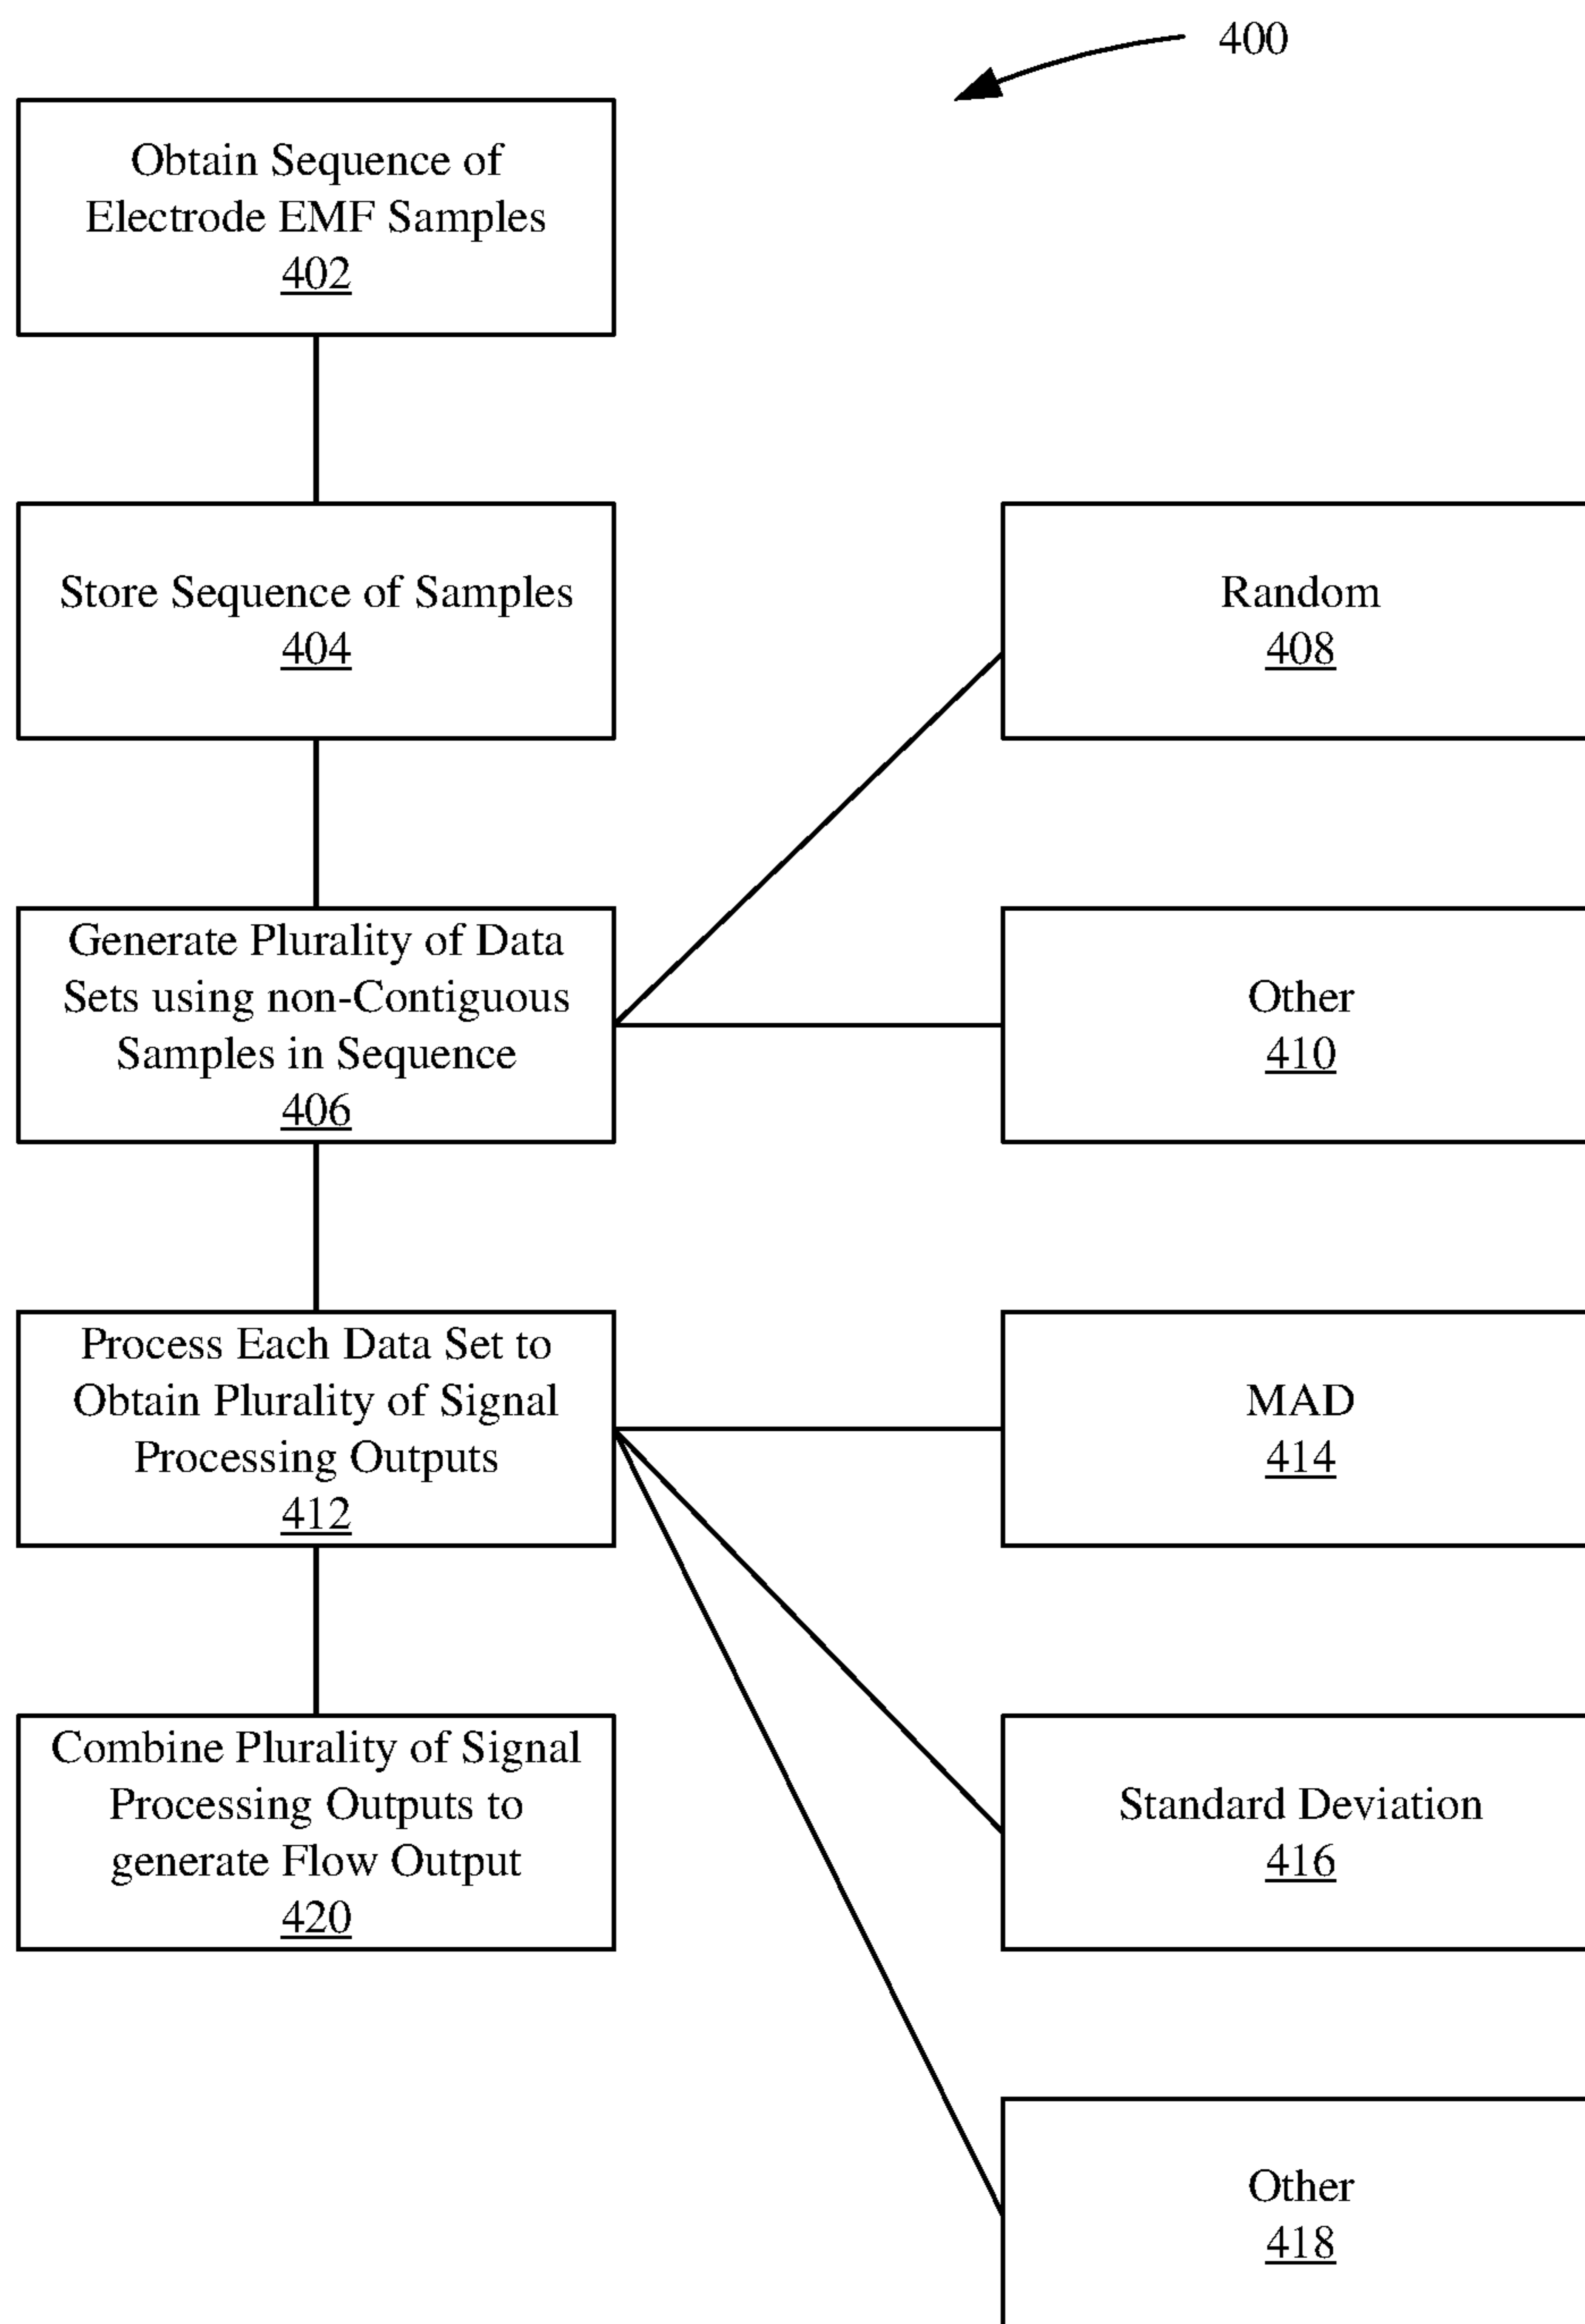 400
Obtain Sequence of
Electrode EMF Samples
402
Store Sequence of Samples
404
Random
408
Generate Plurality of Data
Sets using non-Contiguous
Samples in Sequence
406
Other
410
Process Each Data Set to
Obtain Plurality of Signal
Processing Outputs
412
MAD
414
Combine Plurality of Signal
Processing Outputs to
generate Flow Output
420
Standard Deviation
416
Other
418